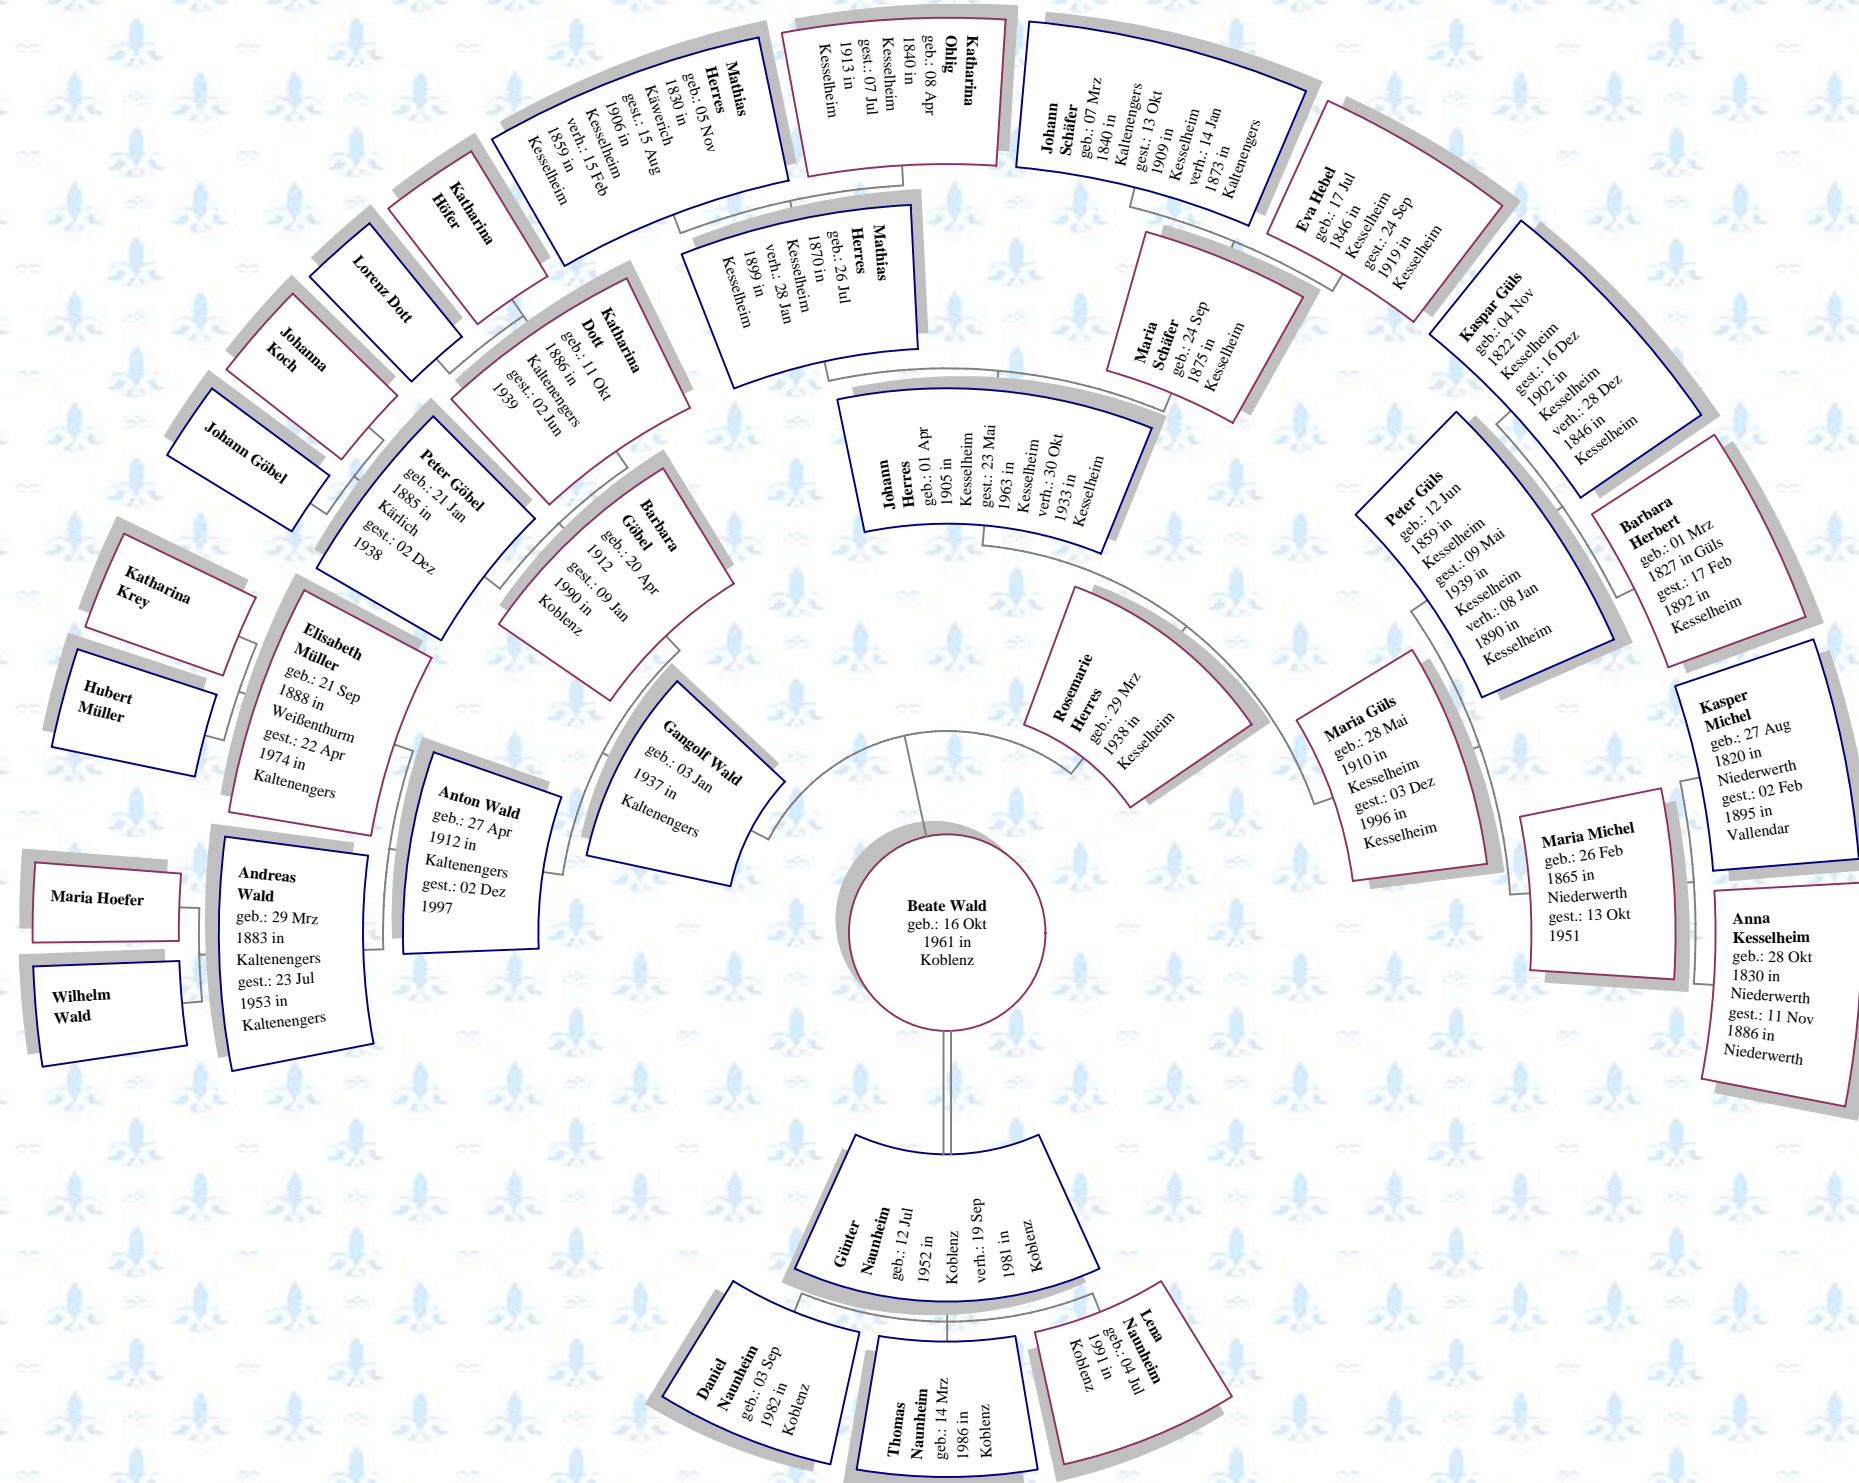 Katharina
Ohlig
geb.: 08 Apr
1840 in
Kesselheim
gest.: 07 Jul
1913 in
Kesselheim
Mathias
Herres
geb.: 05 Nov
1830 in
Käwerich
gest.: 15 Aug
1906 in
Kesselheim
verh.: 15 Feb
1859 in
Kesselheim
Johann
Schäfer
geb.: 07 Mrz
1840 in
Kaltenengers
gest.: 13 Okt
1909 in
Kesselheim
verh.: 14 Jan
1873 in
Kaltenengers
Eva Hebel
geb.: 17 Jul
1846 in
Kesselheim
gest.: 24 Sep
1919 in
Kesselheim
Katharina
Höfer
Lorenz Dott
Johanna
Koch
Johann Göbel
Mathias
Herres
geb.: 26 Jul
1870 in
Kesselheim
verh.: 28 Jan
1899 in
Kesselheim
Maria
Schäfer
geb.: 24 Sep
1875 in
Kesselheim
Kaspar Güls
geb.: 04 Nov
1822 in
Kesselheim
gest.: 16 Dez
1902 in
Kesselheim
verh.: 28 Dez
1846 in
Kesselheim
Katharina
Dott
geb.: 11 Okt
1886 in
Kaltenengers
gest.: 02 Jun
1939
Peter Göbel
geb.: 21 Jan
1885 in
Kärlich
gest.: 02 Dez
1938
Johann
Herres
geb.: 01 Apr
1905 in
Kesselheim
gest.: 23 Mai
1963 in
Kesselheim
verh.: 30 Okt
1933 in
Kesselheim
Peter Güls
geb.: 12 Jun
1859 in
Kesselheim
gest.: 09 Mai
1939 in
Kesselheim
verh.: 08 Jan
1890 in
Kesselheim
Barbara
Herbert
geb.: 01 Mrz
1827 in Güls
gest.: 17 Feb
1892 in
Kesselheim
Barbara
Göbel
geb.: 20 Apr
1912
gest.: 09 Jan
1990 in
Koblenz
Katharina
Krey
Hubert
Müller
Elisabeth
Müller
geb.: 21 Sep
1888 in
Weißenthurm
gest.: 22 Apr
1974 in
Kaltenengers
Rosemarie
Herres
geb.: 29 Mrz
1938 in
Kesselheim
Maria Güls
geb.: 28 Mai
1910 in
Kesselheim
gest.: 03 Dez
1996 in
Kesselheim
Kasper
Michel
geb.: 27 Aug
1820 in
Niederwerth
gest.: 02 Feb
1895 in
Vallendar
Gangolf Wald
geb.: 03 Jan
1937 in
Kaltenengers
Anton Wald
geb.: 27 Apr
1912 in
Kaltenengers
gest.: 02 Dez
1997
Maria Michel
geb.: 26 Feb
1865 in
Niederwerth
gest.: 13 Okt
1951
Maria Hoefer
Wilhelm
Wald
Andreas
Wald
geb.: 29 Mrz
1883 in
Kaltenengers
gest.: 23 Jul
1953 in
Kaltenengers
Beate Wald
geb.: 16 Okt
1961 in
Koblenz
Anna
Kesselheim
geb.: 28 Okt
1830 in
Niederwerth
gest.: 11 Nov
1886 in
Niederwerth
Günter
Naunheim
geb.: 12 Jul
1952 in
Koblenz
verh.: 19 Sep
1981 in
Koblenz
Daniel
Naunheim
geb.: 03 Sep
1982 in
Koblenz
Thomas
Naunheim
geb.: 14 Mrz
1986 in
Koblenz
Lena
Naunheim
geb.: 04 Jul
1991 in
Koblenz